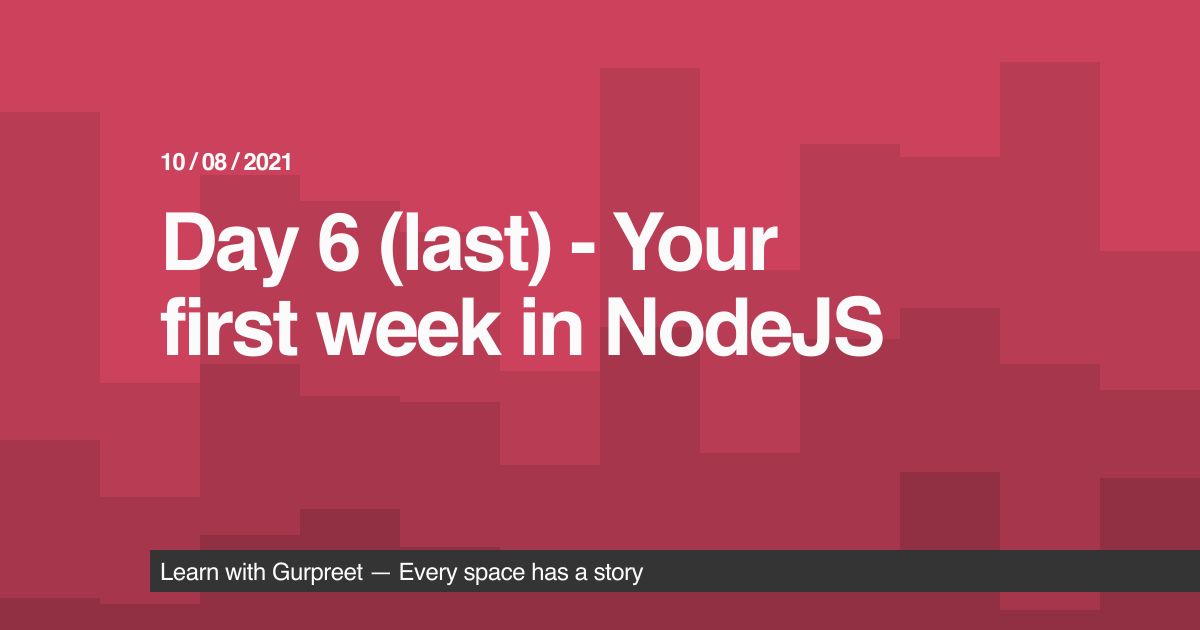 10 / 08 / 2021
Day 6 (last) - Your
first week in NodeJS
Learn with Gurpreet — Every space has a story